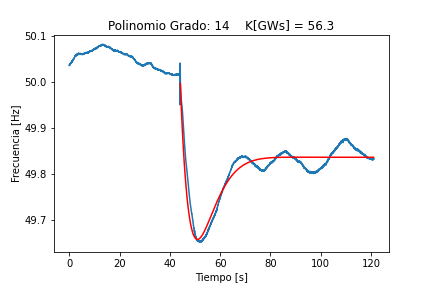 Polinomio Grado: 14    K[GWs] = 56.3
50.1
50.0
49.9
49.8
49.7
Frecuencia [Hz]
0 20 40 60 80 100 120
Tiempo [s]